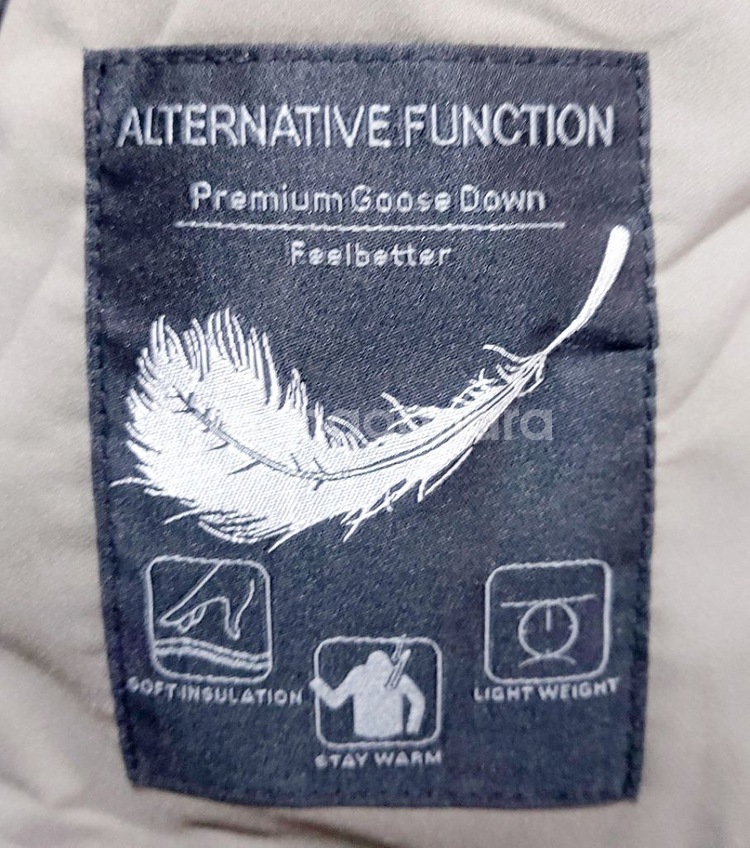 ALTERNATIVE FUNCTION
Premium Goose Down
Feelbetter
SOFT INSULATION
LIGHT WEIGHT
STAY WARM